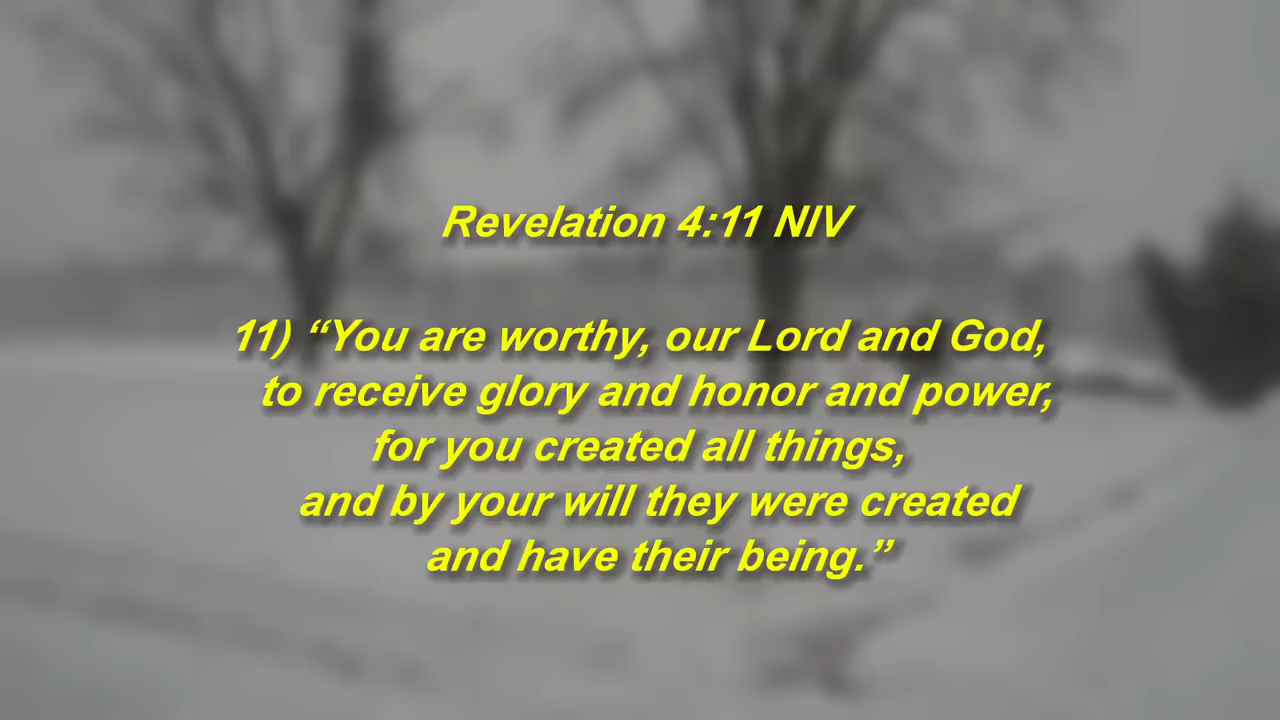 Revelation 4:11 NIV
11) “You are worthy, our Lord and God,
to receive glory and honor and power,
for you created all things,
and by your will they were created
and have their being.”